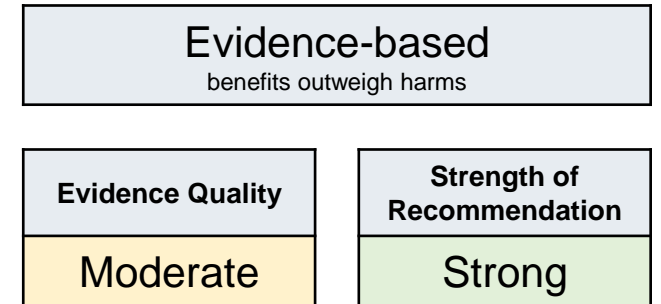 Evidence-based
benefits outweigh harms
Evidence Quality
Strength of
Recommendation
Moderate
Strong